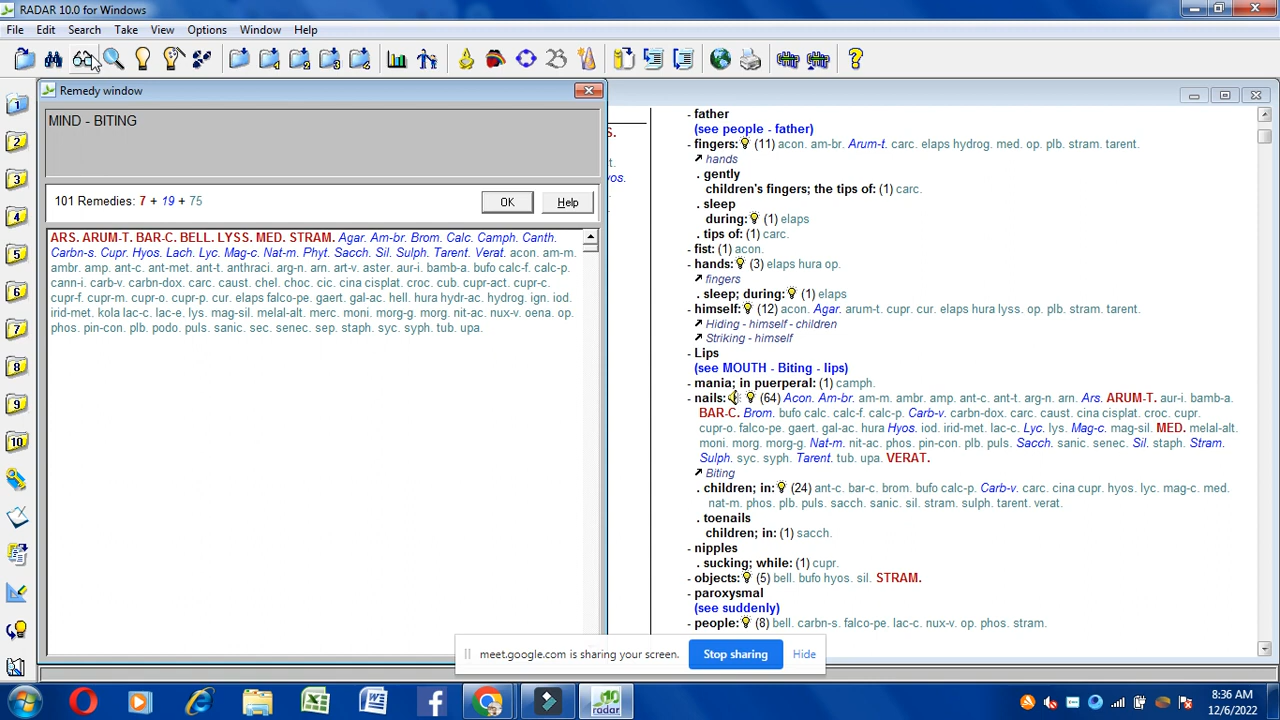 RADAR 10.0 for Windows
File Edit Search Take View Options Window Help
Remedy window
MIND - BITING
101 Remedies: 7 + 19 + 75
OK Help
ARS. ARUM-T. BAR-C. BELL. LYSS. MED. STRAM. Agar. Am-br. Brom. Calc. Camph. Canth.
Carbn-s. Cupr. Hyos. Lach. Lyc. Mag-c. Nat-m. Phyt. Sacch. Sil. Sulph. Tarent. Verat. acon. am-m.
ambr. amp. ant-c. ant-met. ant-t. anthraci. arg-n. arn. art-v. aster. aur-i. bamb-a. bufo calc-f. calc-p.
cann-i. carb-v. carbn-dox. carc. caust. chel. choc. cic. cina cisplat. croc. cub. cupr-act. cupr-c.
cupr-f. cupr-m. cupr-o. cupr-p. cur. elaps falco-pe. gaert. gal-ac. hell. hura hydr-ac. hydrog. ign. iod.
irid-met. kola lac-c. lac-e. lys. mag-sil. melal-alt. merc. moni. morg-g. morg. nit-ac. nux-v. oena. op.
phos. pin-con. plb. podo. puls. sanic. sec. senec. sep. staph. syc. syph. tub. upa.
S.
it.
us.
1
2
3
4
5
6
7
8
9
10
- father
(see people - father)
- fingers: (11) acon. am-br. Arum-t. carc. elaps hydrog. med. op. plb. stram. tarent.
hands
. gently
children's fingers; the tips of: (1) carc.
. sleep
during: (1) elaps
. tips of: (1) carc.
- fist: (1) acon.
- hands: (3) elaps hura op.
fingers
. sleep; during: (1) elaps
- himself: (12) acon. Agar. arum-t. cupr. cur. elaps hura lyss. op. plb. stram. tarent.
Hiding - himself - children
Striking - himself
- Lips
(see MOUTH - Biting - lips)
- mania; in puerperal: (1) camph.
- nails: (64) Acon. Am-br. am-m. ambr. amp. ant-c. ant-t. arg-n. arn. Ars. ARUM-T. aur-i. bamb-a.
BAR-C. Brom. bufo calc. calc-f. calc-p. Carb-v. carbn-dox. carc. caust. cina cisplat. croc. cupr.
cupr-o. falco-pe. gaert. gal-ac. hura Hyos. iod. irid-met. lac-c. Lyc. lys. Mag-c. mag-sil. MED. melal-alt.
moni. morg. morg-g. Nat-m. nit-ac. phos. pin-con. plb. puls. Sacch. sanic. senec. Sil. staph. Stram.
Sulph. syc. syph. Tarent. tub. upa. VERAT.
Biting
. children; in: (24) ant-c. bar-c. brom. bufo calc-p. Carb-v. carc. cina cupr. hyos. lyc. mag-c. med.
nat-m. phos. plb. puls. sacch. sanic. sil. stram. sulph. tarent. verat.
. toenails
children; in: (1) sacch.
- nipples
. sucking; while: (1) cupr.
- objects: (5) bell. bufo hyos. sil. STRAM.
- paroxysmal
(see suddenly)
- people: (8) bell. carbn-s. falco-pe. lac-c. nux-v. op. phos. stram.
meet.google.com is sharing your screen. Stop sharing Hide
10 radar
8:36 AM
12/6/2022